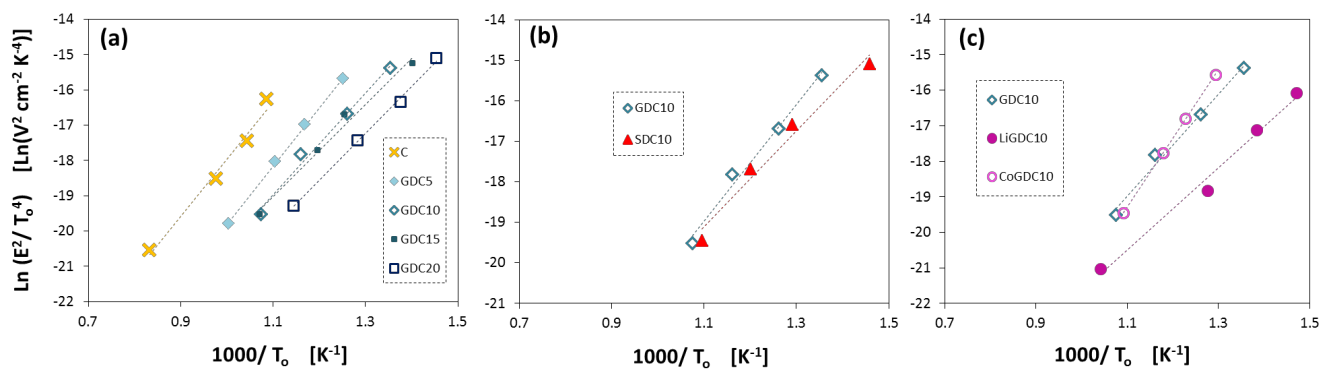 Ln (E²/ Tₒ⁴) [Ln(V² cm⁻² K⁻⁴)]
(a)
-14
-15
-16
-17
-18
-19
-20
-21
-22
0.7
0.9
1.1
1.3
1.5
C
GDC5
GDC10
GDC15
GDC20
1000/ Tₒ [K⁻¹]
(b)
-14
-15
-16
-17
-18
-19
-20
-21
0.7
0.9
1.1
1.3
1.5
GDC10
SDC10
1000/ Tₒ [K⁻¹]
(c)
-14
-15
-16
-17
-18
-19
-20
-21
-22
0.7
0.9
1.1
1.3
1.5
GDC10
LiGDC10
CoGDC10
1000/ Tₒ [K⁻¹]